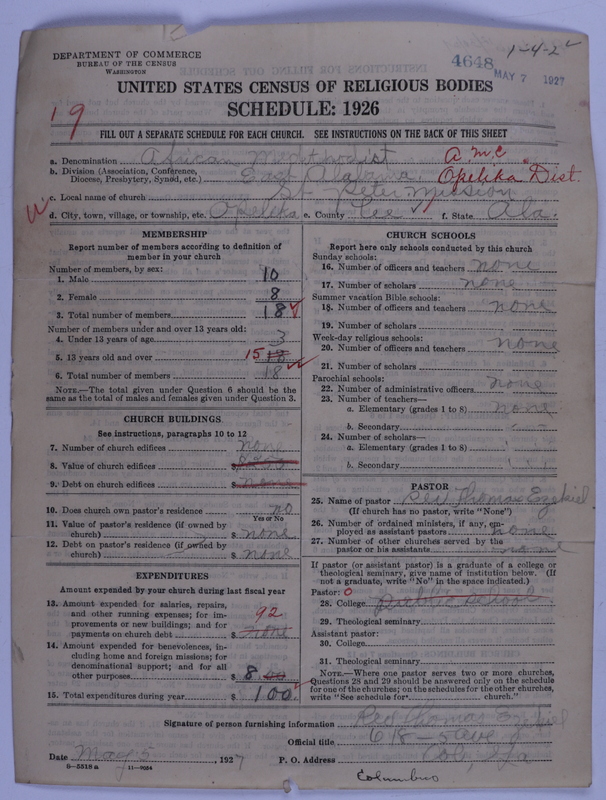 DEPARTMENT OF COMMERCE
BUREAU OF THE CENSUS
WASHINGTON
1-4-2
4648
MAY 7 1927
UNITED STATES CENSUS OF RELIGIOUS BODIES
SCHEDULE: 1926
19
FILL OUT A SEPARATE SCHEDULE FOR EACH CHURCH. SEE INSTRUCTIONS ON THE BACK OF THIS SHEET
a. Denomination African Methodist A.M.E.
b. Division (Association, Conference, Diocese, Presbytery, Synod, etc.) East Alabama Opelika Dist.
c. Local name of church St Peter Mission
d. City, town, village, or township, etc. Opelika e. County Lee f. State Ala.
MEMBERSHIP
Report number of members according to definition of
member in your church
Number of members, by sex:
1. Male 10
2. Female 8
3. Total number of members 18
Number of members under and over 13 years old:
4. Under 13 years of age 3
5. 13 years old and over 15 18
6. Total number of members 18
NOTE.—The total given under Question 6 should be the
same as the total of males and females given under Question 3.
CHURCH BUILDINGS
See instructions, paragraphs 10 to 12
7. Number of church edifices none
8. Value of church edifices $
9. Debt on church edifices $ none
10. Does church own pastor's residence? no
Yes or No
11. Value of pastor's residence (if owned by
church) $ none
12. Debt on pastor's residence (if owned by
church) $ none
EXPENDITURES
Amount expended by your church during last fiscal year
13. Amount expended for salaries, repairs,
and other running expenses; for im-
provements or new buildings; and for
payments on church debt $ 92 none
14. Amount expended for benevolences, in-
cluding home and foreign missions; for
denominational support; and for all
other purposes $ 8 00
15. Total expenditures during year $ 100
CHURCH SCHOOLS
Report here only schools conducted by this church
Sunday schools:
16. Number of officers and teachers none
17. Number of scholars none
Summer vacation Bible schools:
18. Number of officers and teachers none
19. Number of scholars
Week-day religious schools:
20. Number of officers and teachers none
21. Number of scholars
Parochial schools:
22. Number of administrative officers none
23. Number of teachers—
a. Elementary (grades 1 to 8) none
b. Secondary
24. Number of scholars—
a. Elementary (grades 1 to 8)
b. Secondary
PASTOR
25. Name of pastor Rev Thomas Ezekiel
(If church has no pastor, write "None")
26. Number of ordained ministers, if any, em-
ployed as assistant pastors none
27. Number of other churches served by the
pastor or his assistants none
If pastor (or assistant pastor) is a graduate of a college or
theological seminary, give name of institution below. (If
not a graduate, write "No" in the space indicated.)
Pastor: 0
28. College public school
29. Theological seminary
Assistant pastor:
30. College
31. Theological seminary
NOTE.—Where one pastor serves two or more churches,
Questions 28 and 29 should be answered only on the schedule
for one of the churches; on the schedules for the other churches,
write "See schedule for church."
Signature of person furnishing information Rev Thomas Ezekiel
Official title 618 - 5 Ave
Date May 5, 1927 P. O. Address Col, Ga
8-5518 a 11-9084
Columbus